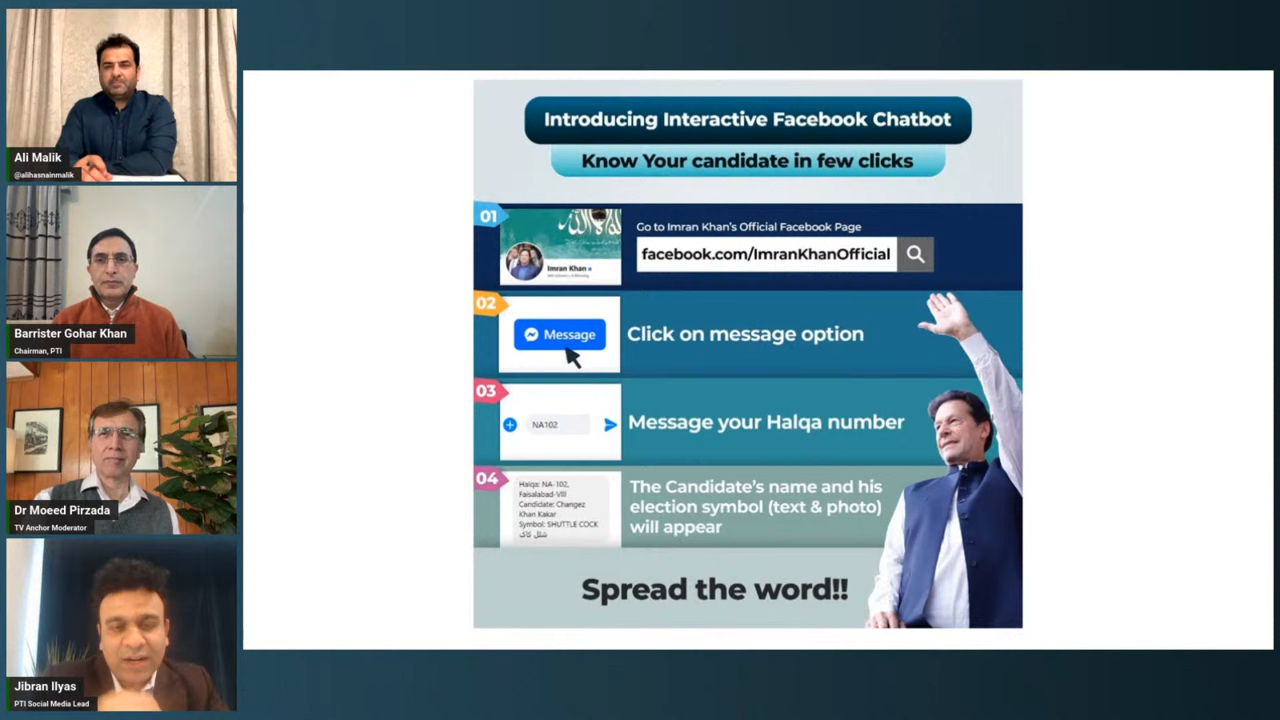 Ali Malik
@alihasnainmalik
Barrister Gohar Khan
Chairman, PTI
Dr Moeed Pirzada
TV Anchor Moderator
Jibran Ilyas
PTI Social Media Lead
Introducing Interactive Facebook Chatbot
Know Your candidate in few clicks
01
Imran Khan
Go to Imran Khan's Official Facebook Page
facebook.com/ImranKhanOfficial
02
Message
Click on message option
03
NA102
Message your Halqa number
04
Halqa: NA-102,
Faisalabad-VIII
Candidate: Changez
Khan Kakar
Symbol: SHUTTLE COCK
شٹل کاک
The Candidate's name and his
election symbol (text & photo)
will appear
Spread the word!!